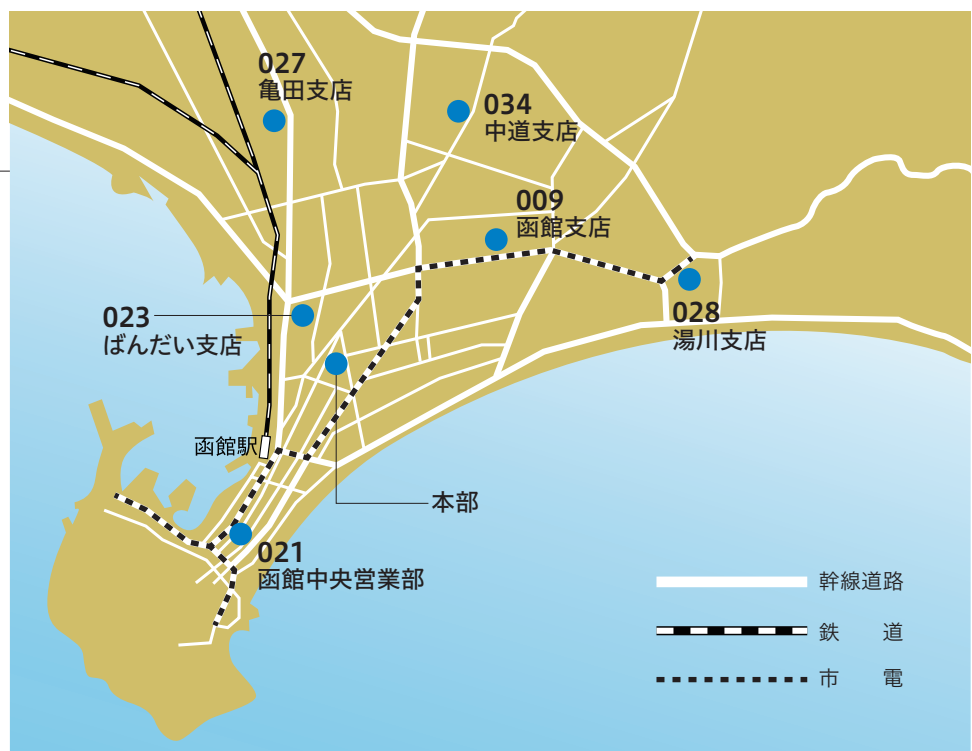 027
亀田支店
034
中道支店
009
函館支店
023
ばんだい支店
028
湯川支店
函館駅
本部
021
函館中央営業部
幹線道路
鉄 道
市 電